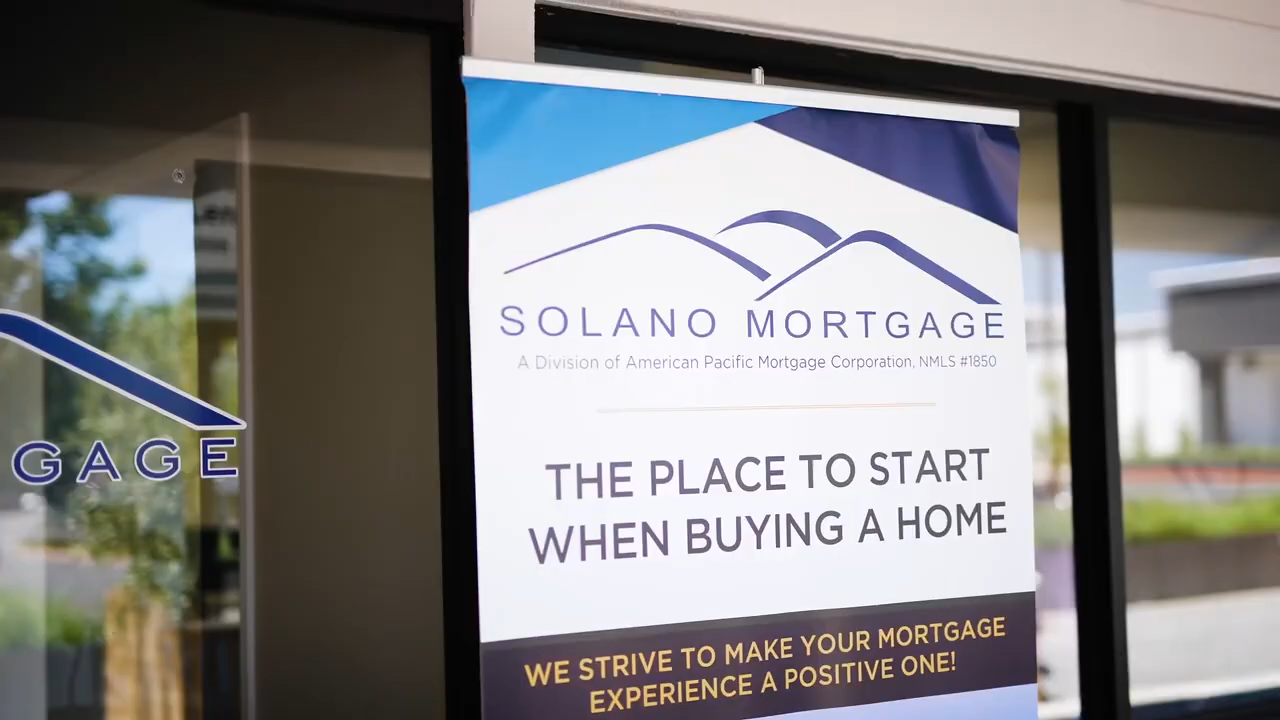 GAGE
SOLANO MORTGAGE
A Division of American Pacific Mortgage Corporation, NMLS #1850
THE PLACE TO START
WHEN BUYING A HOME
WE STRIVE TO MAKE YOUR MORTGAGE
EXPERIENCE A POSITIVE ONE!